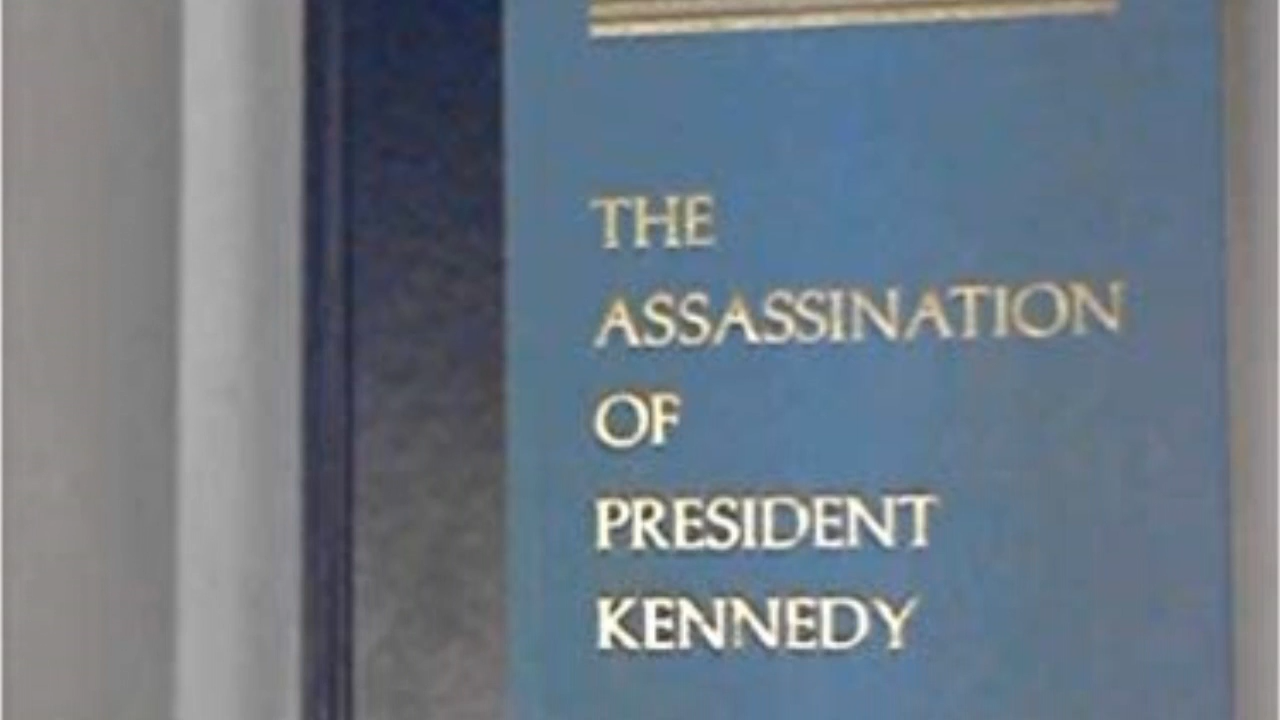 THE
ASSASSINATION
OF
PRESIDENT
KENNEDY